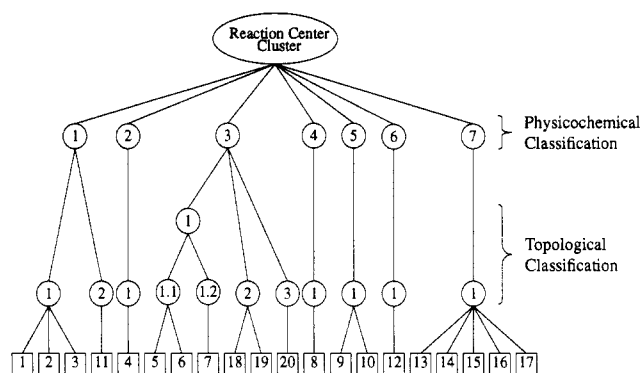 Reaction Center
Cluster
1 2 3 4 5 6 7
Physicochemical
Classification
1
Topological
Classification
1 2 1 1.1 1.2 2 3 1 1 1 1
1 2 3 11 4 5 6 7 18 19 20 8 9 10 12 13 14 15 16 17